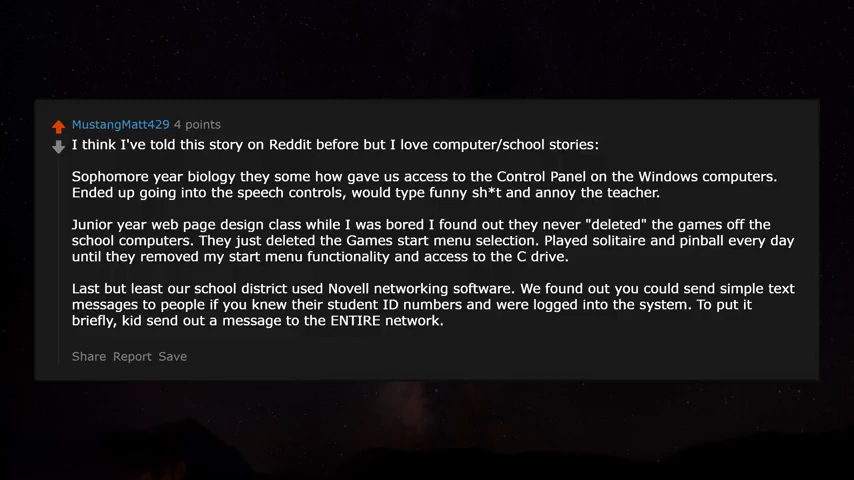 MustangMatt429 4 points
I think I've told this story on Reddit before but I love computer/school stories:
Sophomore year biology they some how gave us access to the Control Panel on the Windows computers.
Ended up going into the speech controls, would type funny sh*t and annoy the teacher.
Junior year web page design class while I was bored I found out they never "deleted" the games off the
school computers. They just deleted the Games start menu selection. Played solitaire and pinball every day
until they removed my start menu functionality and access to the C drive.
Last but least our school district used Novell networking software. We found out you could send simple text
messages to people if you knew their student ID numbers and were logged into the system. To put it
briefly, kid send out a message to the ENTIRE network.
Share Report Save